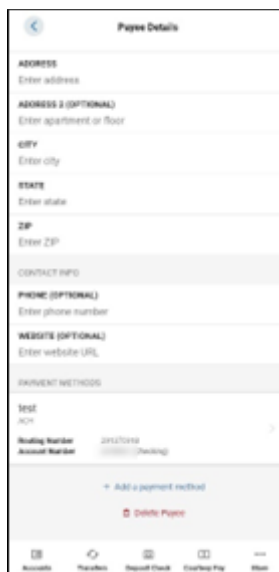 Payee Details
ADDRESS
Enter address
ADDRESS 2 (OPTIONAL)
Enter apartment or floor
CITY
Enter city
STATE
Enter state
ZIP
Enter ZIP
CONTACT INFO
PHONE (OPTIONAL)
Enter phone number
WEBSITE (OPTIONAL)
Enter website URL
PAYMENT METHODS
test
ACH
Routing Number
Account Number (Checking)
+ Add a payment method
Delete Payee
Accounts Transfers Deposit Check Courtesy Pay More